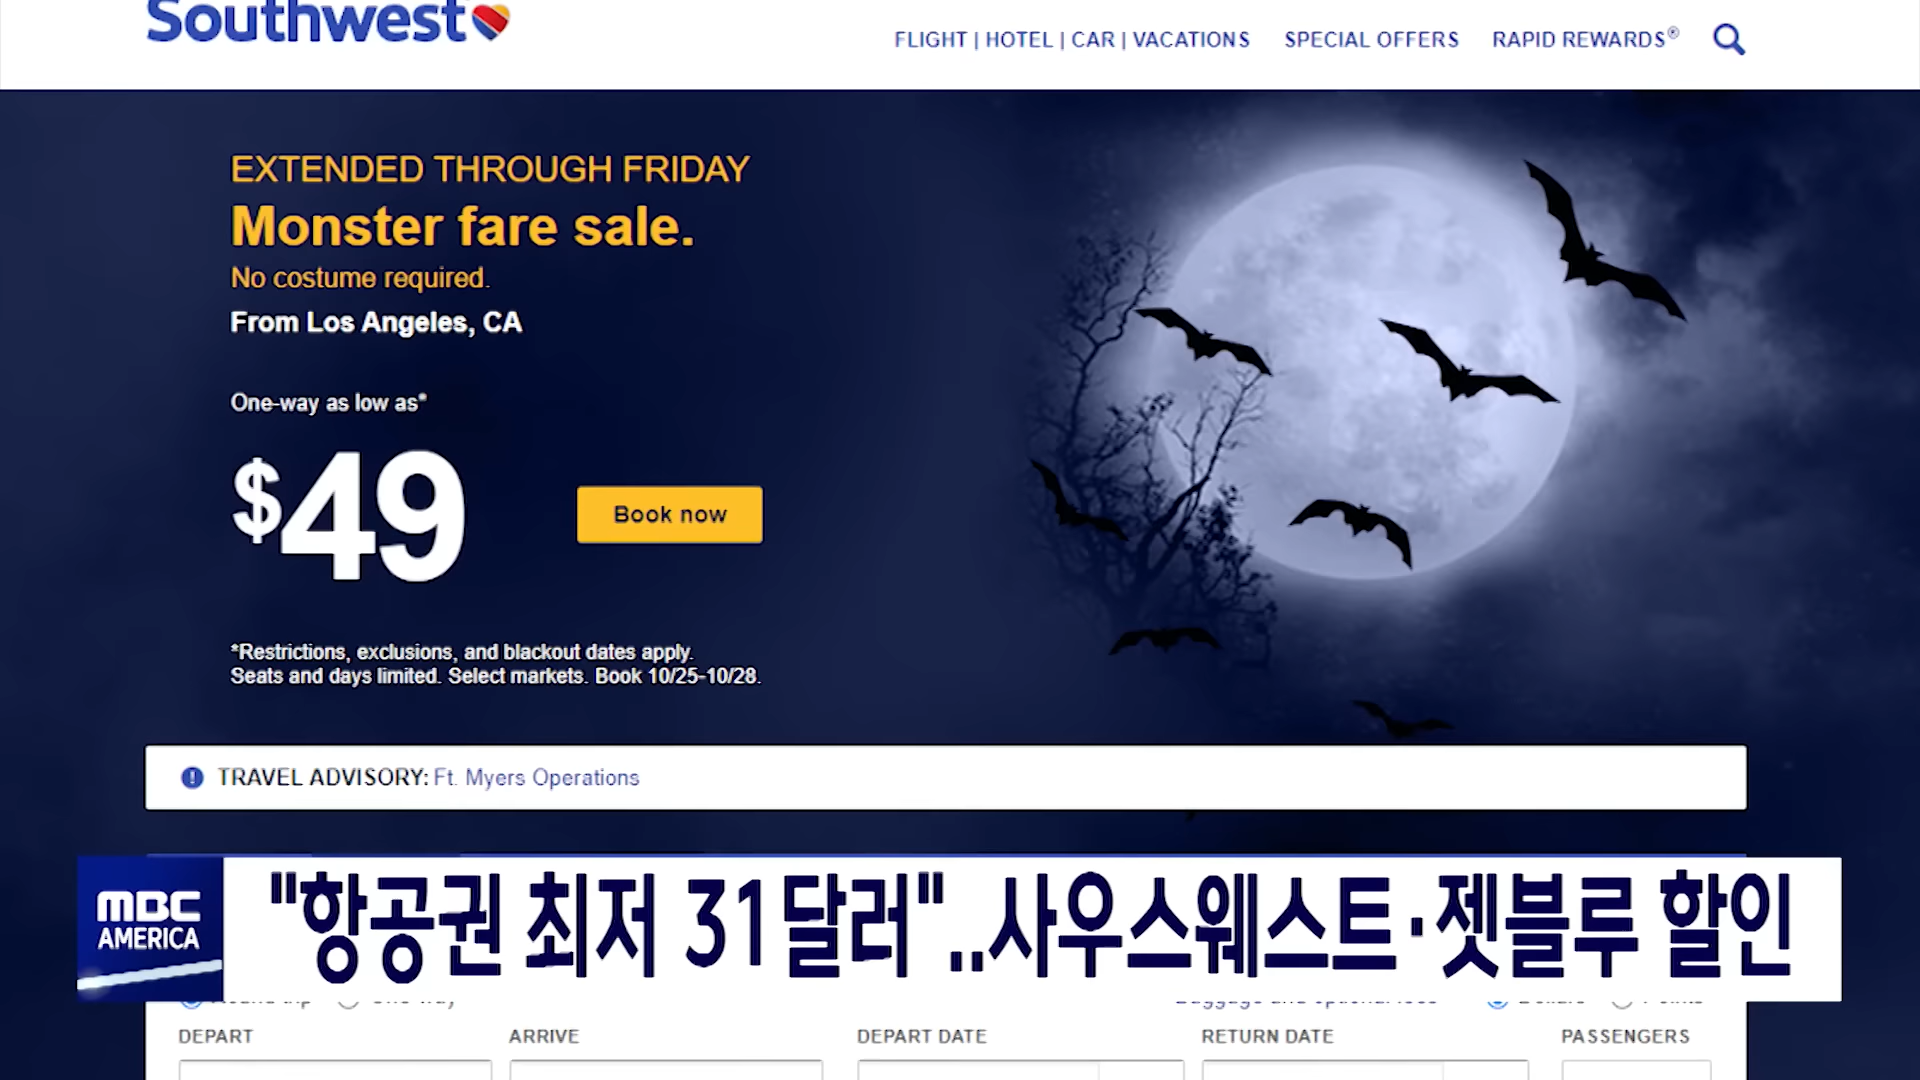 Southwest
FLIGHT | HOTEL | CAR | VACATIONS
SPECIAL OFFERS
RAPID REWARDS®
EXTENDED THROUGH FRIDAY
Monster fare sale.
No costume required.
From Los Angeles, CA
One-way as low as*
$49
Book now
*Restrictions, exclusions, and blackout dates apply.
Seats and days limited. Select markets. Book 10/25-10/28.
TRAVEL ADVISORY: Ft. Myers Operations
MBC
AMERICA
"항공권 최저 31달러"..사우스웨스트·젯블루 할인
DEPART
ARRIVE
DEPART DATE
RETURN DATE
PASSENGERS